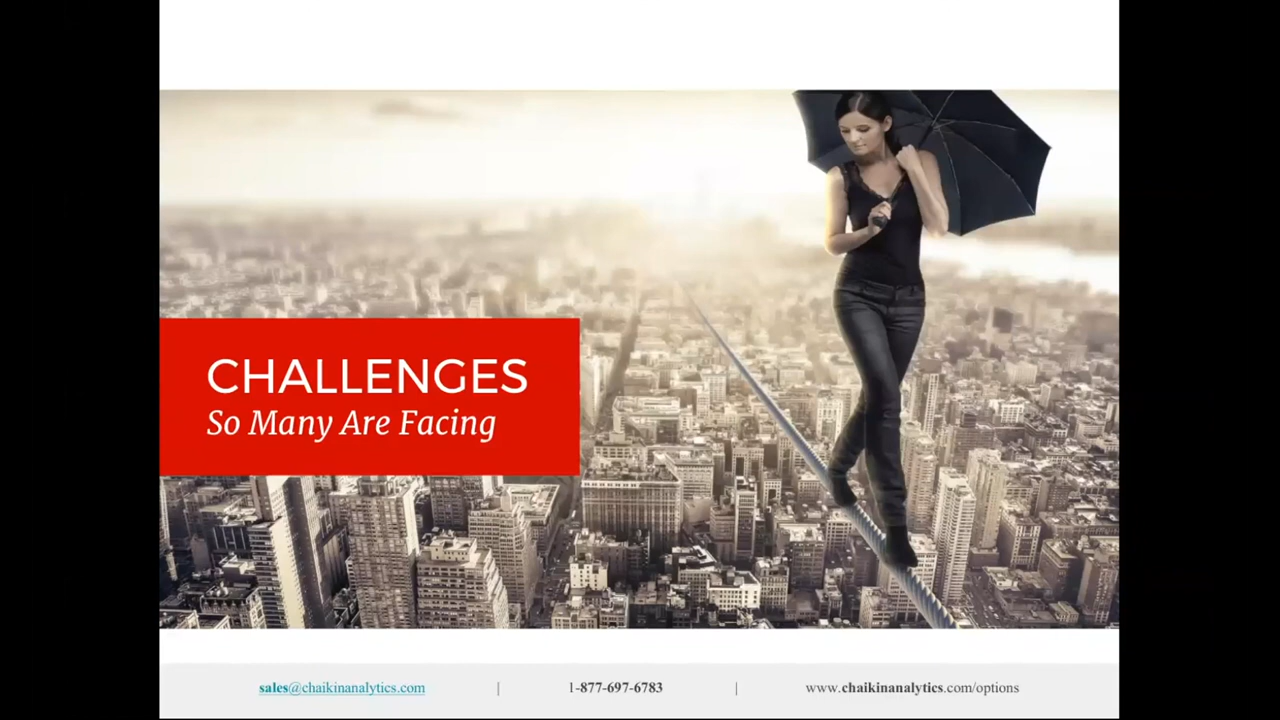 CHALLENGES
So Many Are Facing
sales@chaikinanalytics.com | 1-877-697-6783 | www.chaikinanalytics.com/options